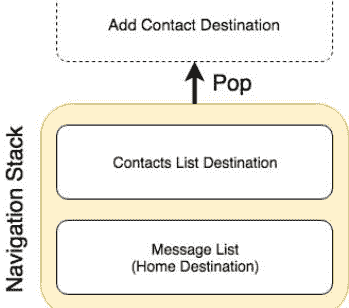 Add Contact Destination
Pop
Navigation Stack
Contacts List Destination
Message List
(Home Destination)